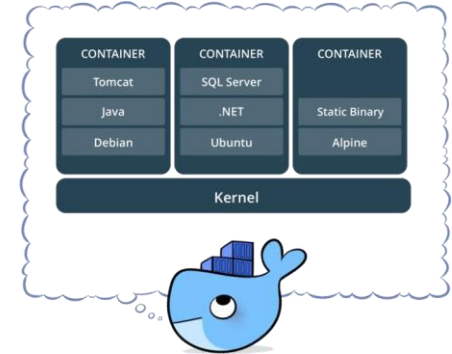 CONTAINER
Tomcat
Java
Debian
CONTAINER
SQL Server
.NET
Ubuntu
CONTAINER
Static Binary
Alpine
Kernel